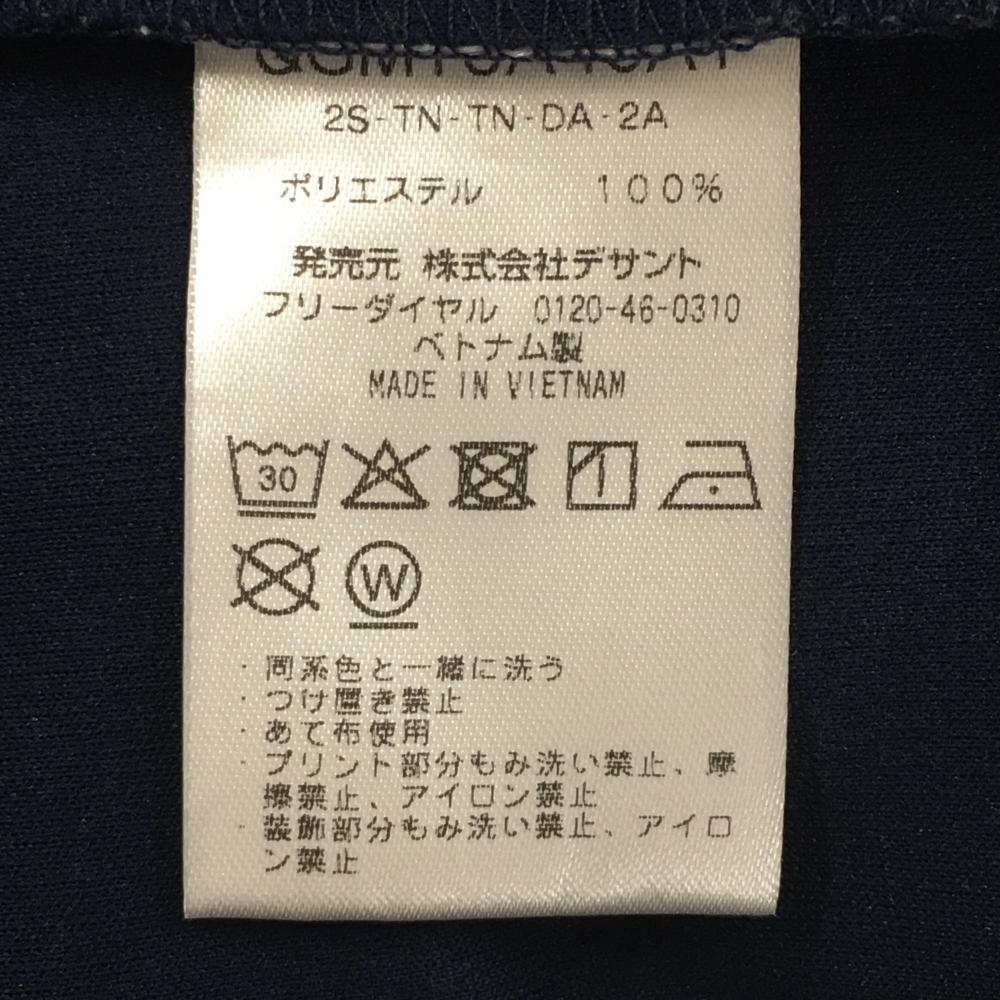 2S-TN-TN-DA-2A
ポリエステル 100%
発売元 株式会社デサント
フリーダイヤル 0120-46-0310
ベトナム製
MADE IN VIETNAM
30
W
・同系色と一緒に洗う
・つけ置き禁止
・あて布使用
・プリント部分もみ洗い禁止、摩
擦禁止、アイロン禁止
・装飾部分もみ洗い禁止、アイロ
ン禁止